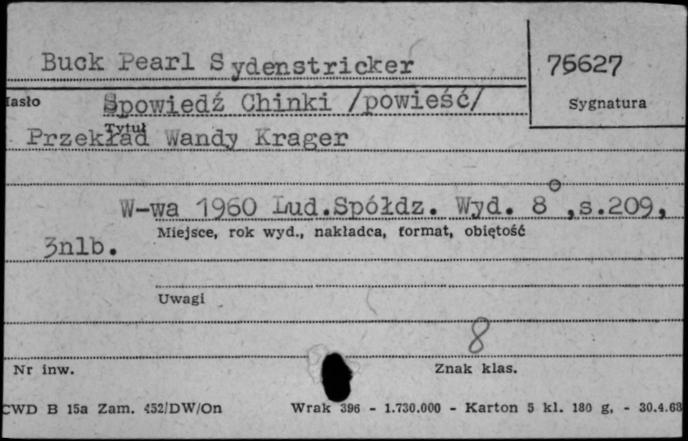 Buck Pearl Sydenstricker
75627
Hasło
Spowiedź Chinki /powieść/
Sygnatura
Tytuł
Przekład Wandy Krager
W-wa 1960 Lud.Spółdz. Wyd. 8°,s.209,
Miejsce, rok wyd., nakładca, format, objętość
3nlb.
Uwagi
8
Nr inw.
Znak klas.
CWD B 15a Zam. 452/DW/On Wrak 396 - 1.730.000 - Karton 5 kl. 180 g. - 30.4.68